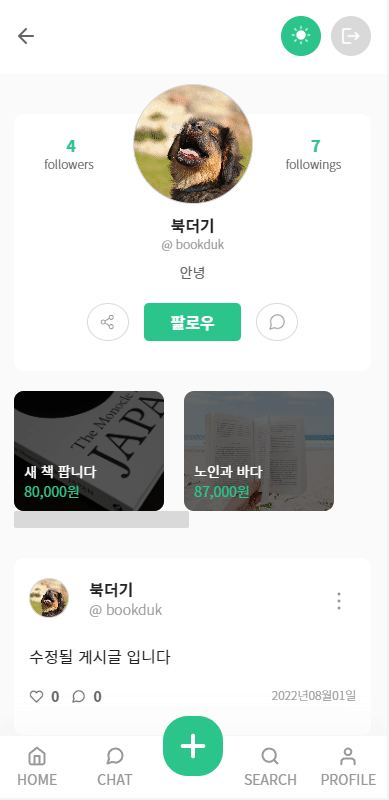 4
followers
7
followings
북더기
@ bookduk
안녕
팔로우
The Monocle
JAPA
새 책 팝니다
80,000원
노인과 바다
87,000원
북더기
@ bookduk
수정될 게시글 입니다
0 0
2022년08월01일
HOME CHAT SEARCH PROFILE